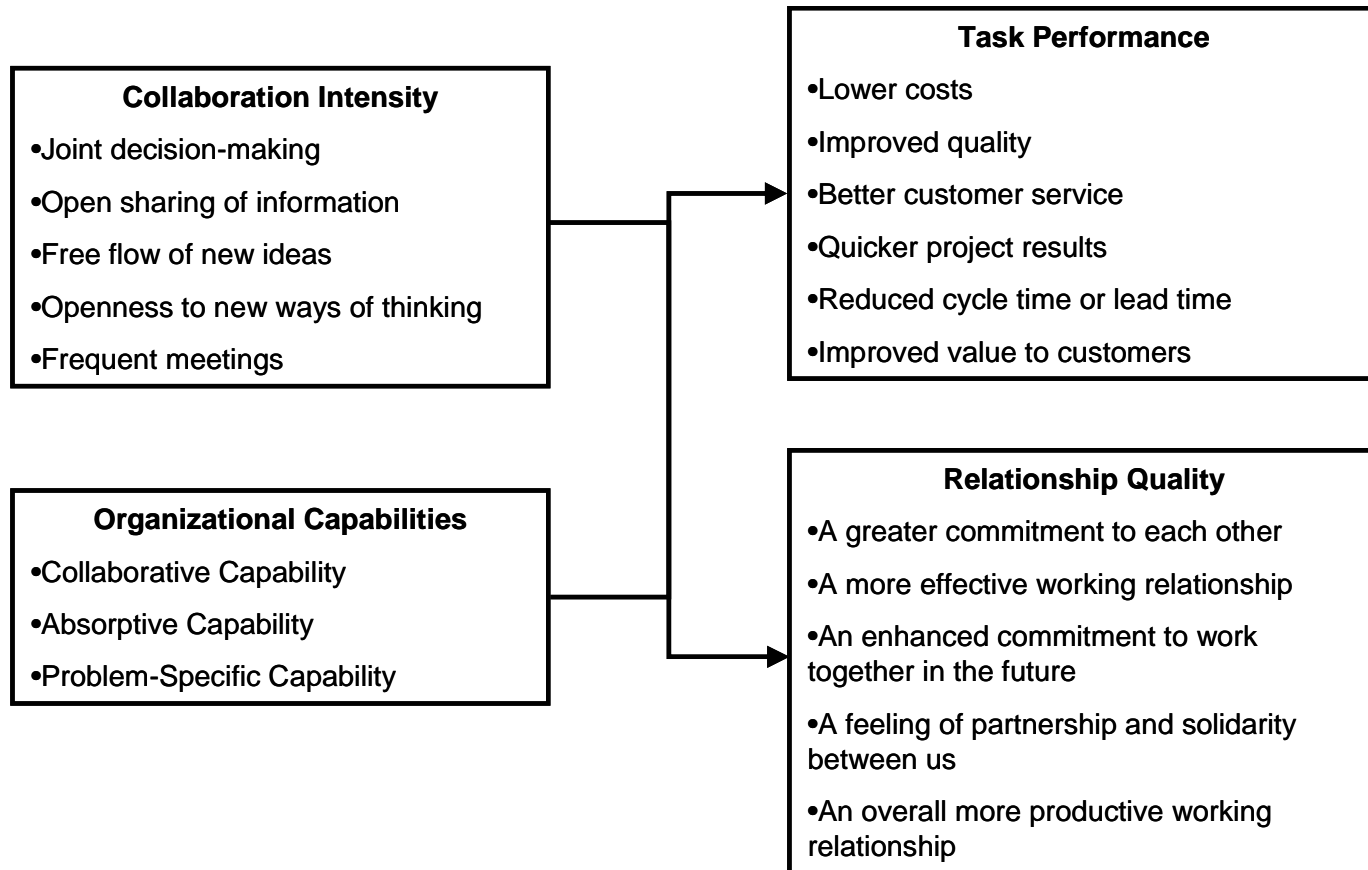 Collaboration Intensity
•Joint decision-making
•Open sharing of information
•Free flow of new ideas
•Openness to new ways of thinking
•Frequent meetings
Organizational Capabilities
•Collaborative Capability
•Absorptive Capability
•Problem-Specific Capability
Task Performance
•Lower costs
•Improved quality
•Better customer service
•Quicker project results
•Reduced cycle time or lead time
•Improved value to customers
Relationship Quality
•A greater commitment to each other
•A more effective working relationship
•An enhanced commitment to work
together in the future
•A feeling of partnership and solidarity
between us
•An overall more productive working
relationship